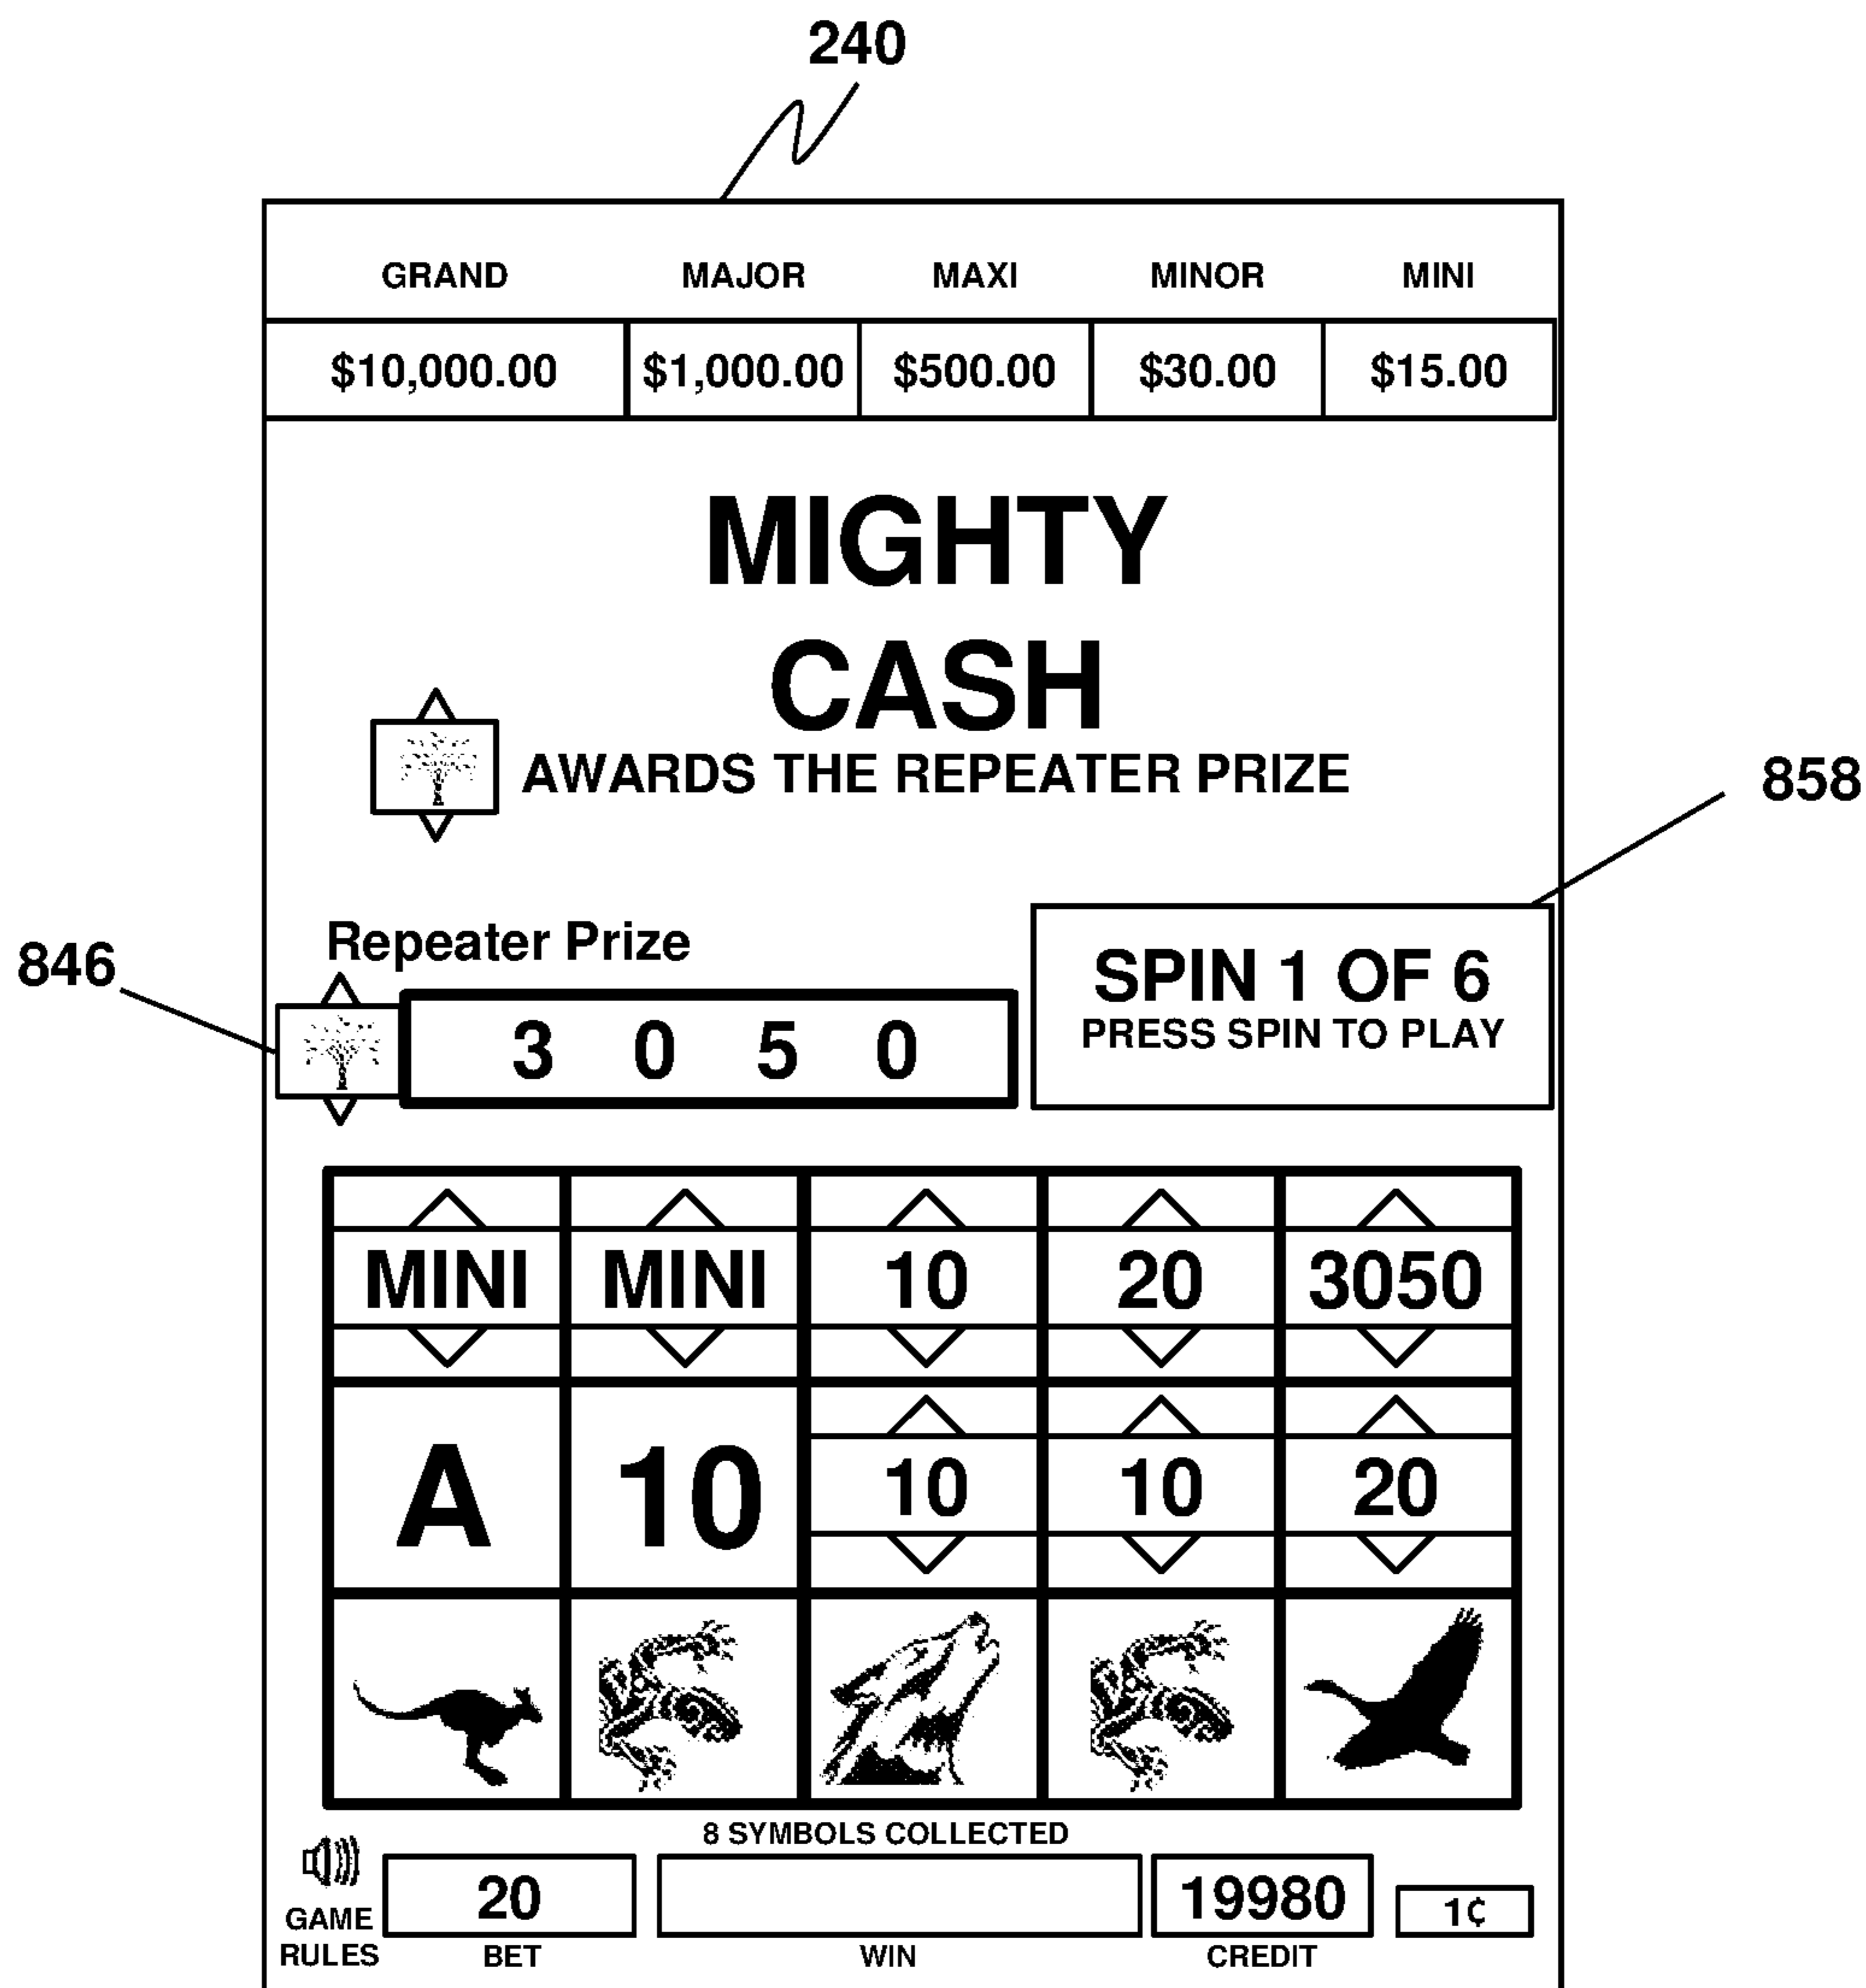 240
GRAND MAJOR MAXI MINOR MINI
$10,000.00 $1,000.00 $500.00 $30.00 $15.00
MIGHTY
CASH
AWARDS THE REPEATER PRIZE
858
Repeater Prize
846
3 0 5 0
SPIN 1 OF 6
PRESS SPIN TO PLAY
MINI MINI 10 20 3050
A 10 10 10 20
8 SYMBOLS COLLECTED
GAME
RULES
20
BET
WIN
19980
CREDIT
1¢